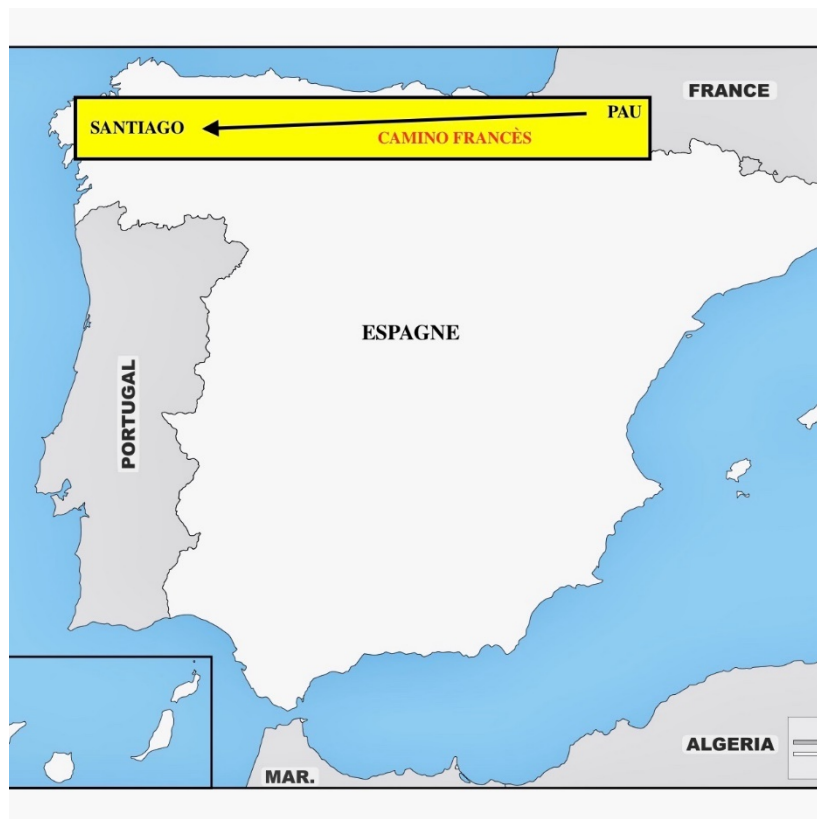 FRANCE
PAU
SANTIAGO
CAMINO FRANCÈS
ESPAGNE
PORTUGAL
ALGERIA
MAR.